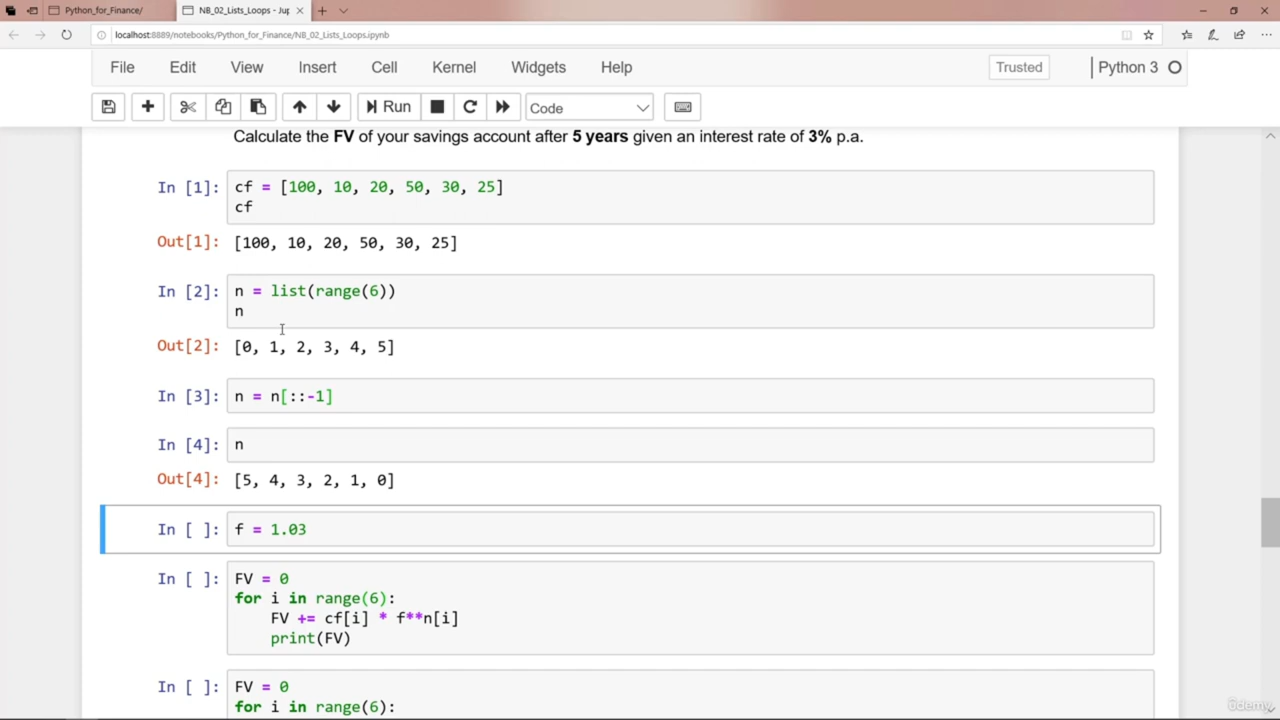 Python_for_Finance/
NB_02_Lists_Loops - Jup
localhost:8889/notebooks/Python_for_Finance/NB_02_Lists_Loops.ipynb
File Edit View Insert Cell Kernel Widgets Help Trusted Python 3
Run Code
Calculate the FV of your savings account after 5 years given an interest rate of 3% p.a.
In [1]: cf = [100, 10, 20, 50, 30, 25]
cf
Out[1]: [100, 10, 20, 50, 30, 25]
In [2]: n = list(range(6))
n
Out[2]: [0, 1, 2, 3, 4, 5]
In [3]: n = n[::-1]
In [4]: n
Out[4]: [5, 4, 3, 2, 1, 0]
In [ ]: f = 1.03
In [ ]: FV = 0
for i in range(6):
FV += cf[i] * f**n[i]
print(FV)
In [ ]: FV = 0
for i in range(6):
Udemy